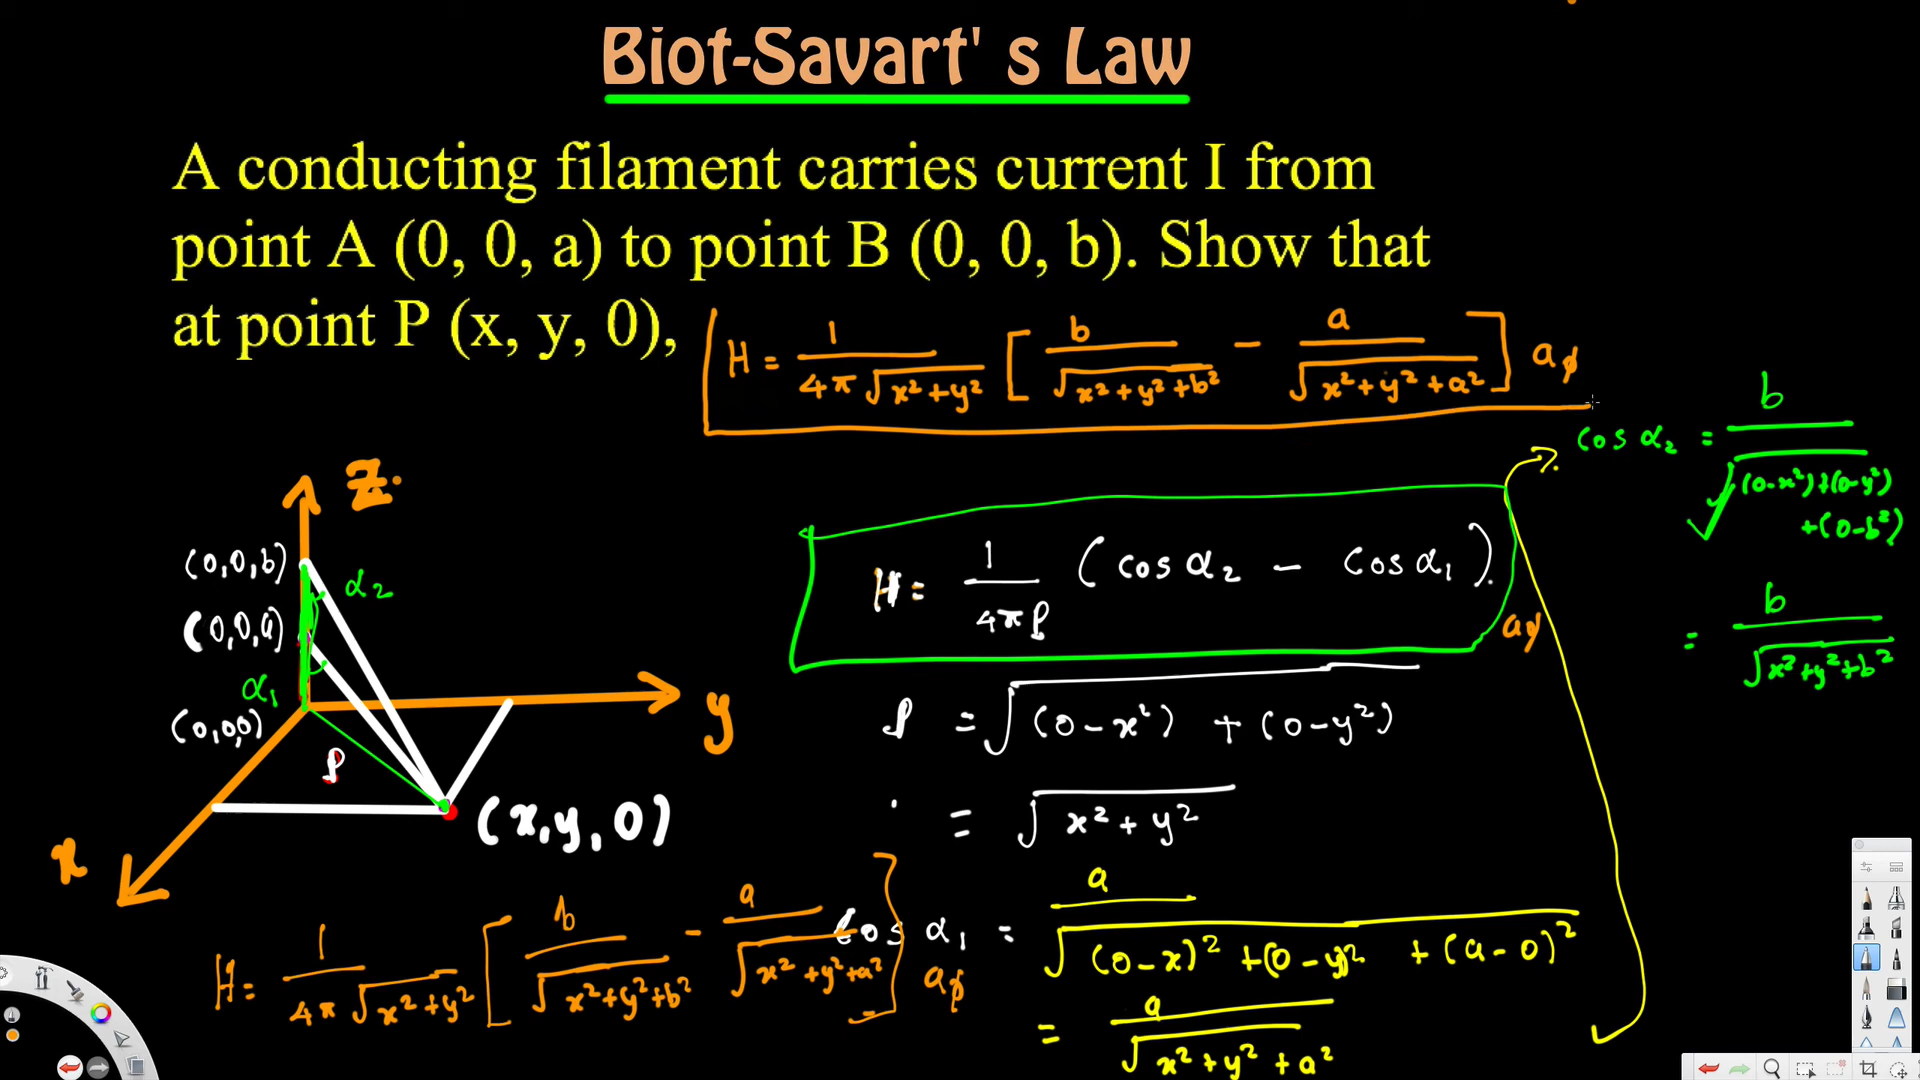 Biot-Savart' s Law
A conducting filament carries current I from
point A (0, 0, a) to point B (0, 0, b). Show that
at point P (x, y, 0),
H = 1 / 4π√x²+y² [ b / √x²+y²+b² − a / √x²+y²+a² ] aϕ
cos α₂ = b / √(0-x²)+(0-y²)+(0-b²)
= b / √x²+y²+b²
z
(0,0,b)
α₂
(0,0,a)
α₁
(0,0,0)
ρ
y
x
(x,y,0)
H = 1 / 4πρ ( cos α₂ − cos α₁ ). aϕ
ρ = √(0-x²) + (0-y²)
= √x²+y²
cos α₁ = a / √(0-x)² +(0-y)² +(a-0)²
= a / √x²+y²+a²
H = 1 / 4π√x²+y² [ b / √x²+y²+b² − a / √x²+y²+a² ] aϕ